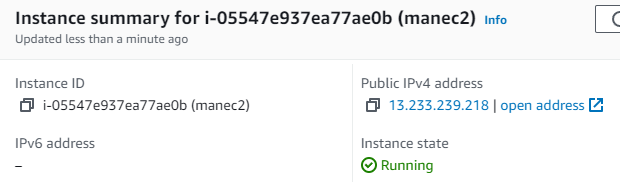 Instance summary for i-05547e937ea77ae0b (manec2) Info
Updated less than a minute ago
Instance ID
i-05547e937ea77ae0b (manec2)
Public IPv4 address
13.233.239.218 | open address
IPv6 address
–
Instance state
Running